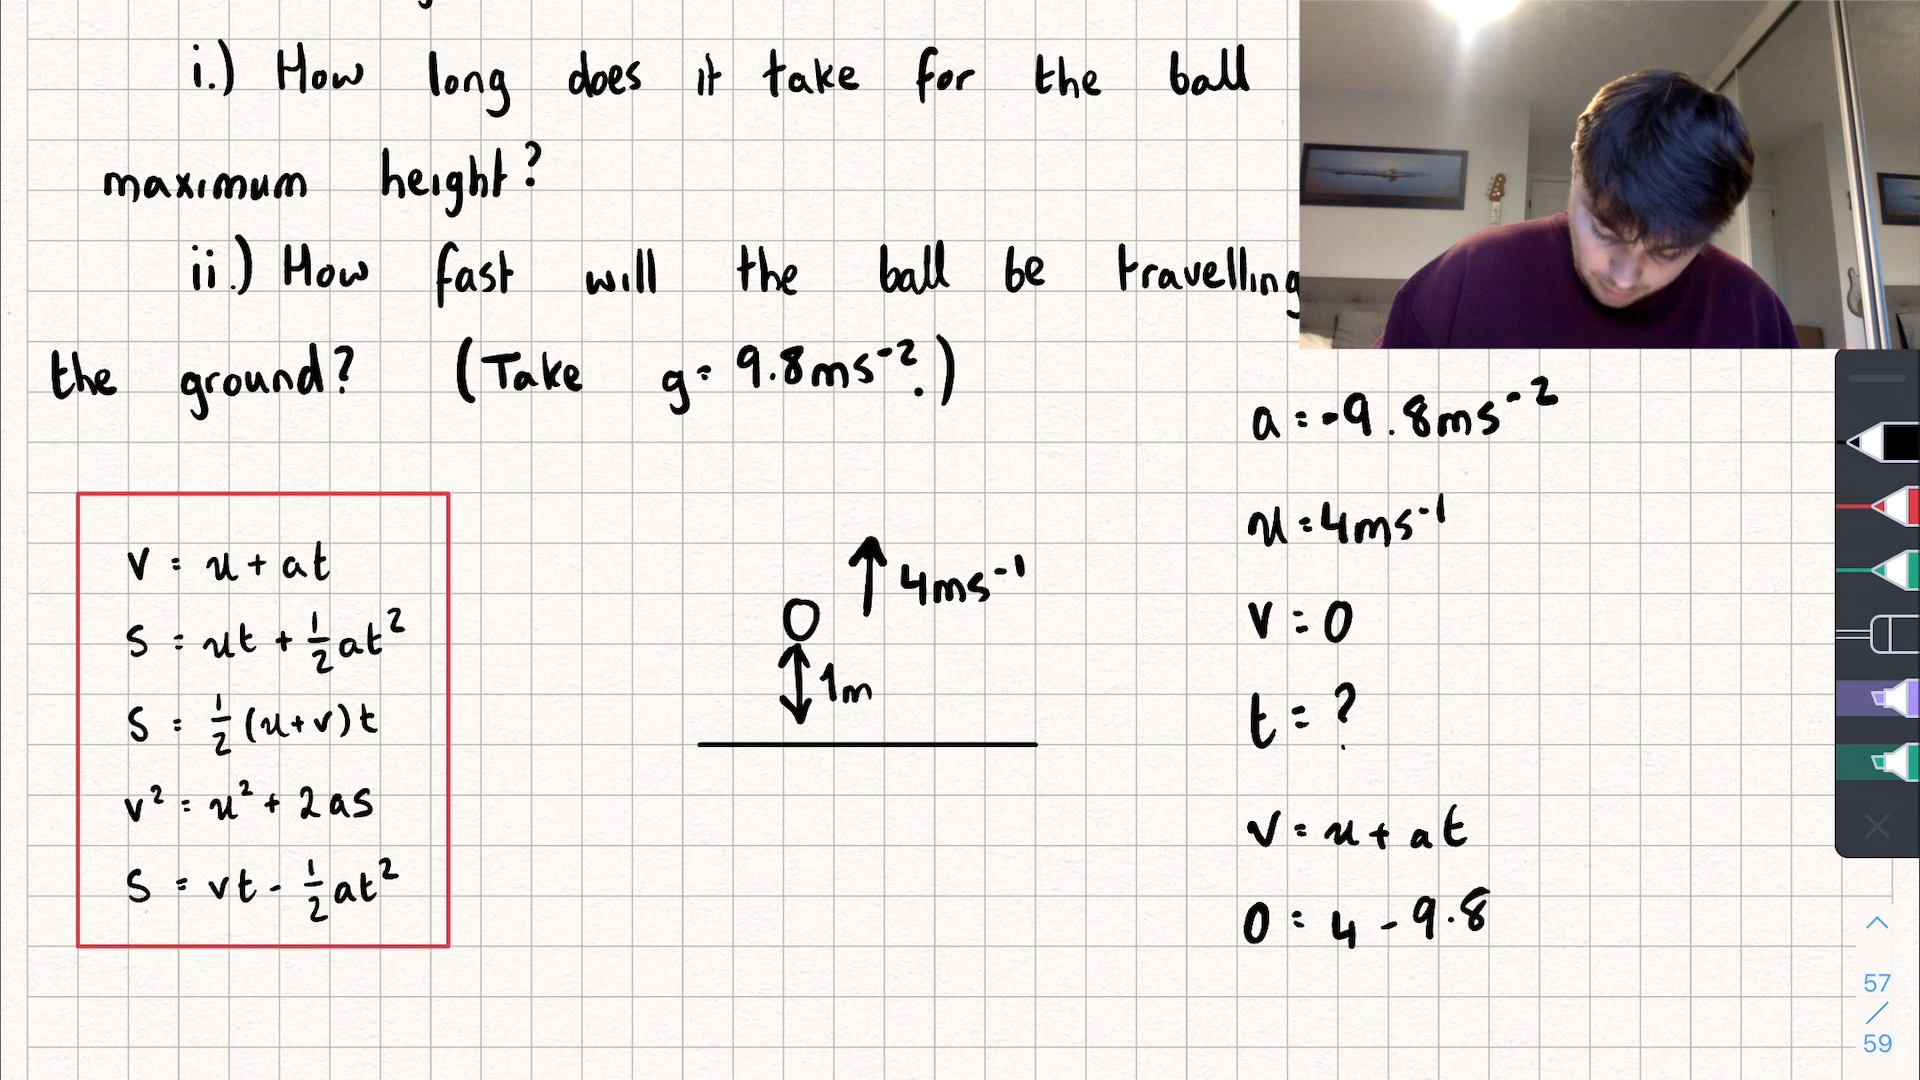 i.) How long does it take for the ball
maximum height?
ii.) How fast will the ball be travelling
the ground? (Take g= 9.8ms⁻².)
a = -9.8ms⁻²
u = 4ms⁻¹
v = 0
t = ?
v = u + at
0 = 4 - 9.8
v = u + at
s = ut + ½at²
s = ½(u+v)t
v² = u² + 2as
s = vt - ½at²
4ms⁻¹
1m
57
/
59